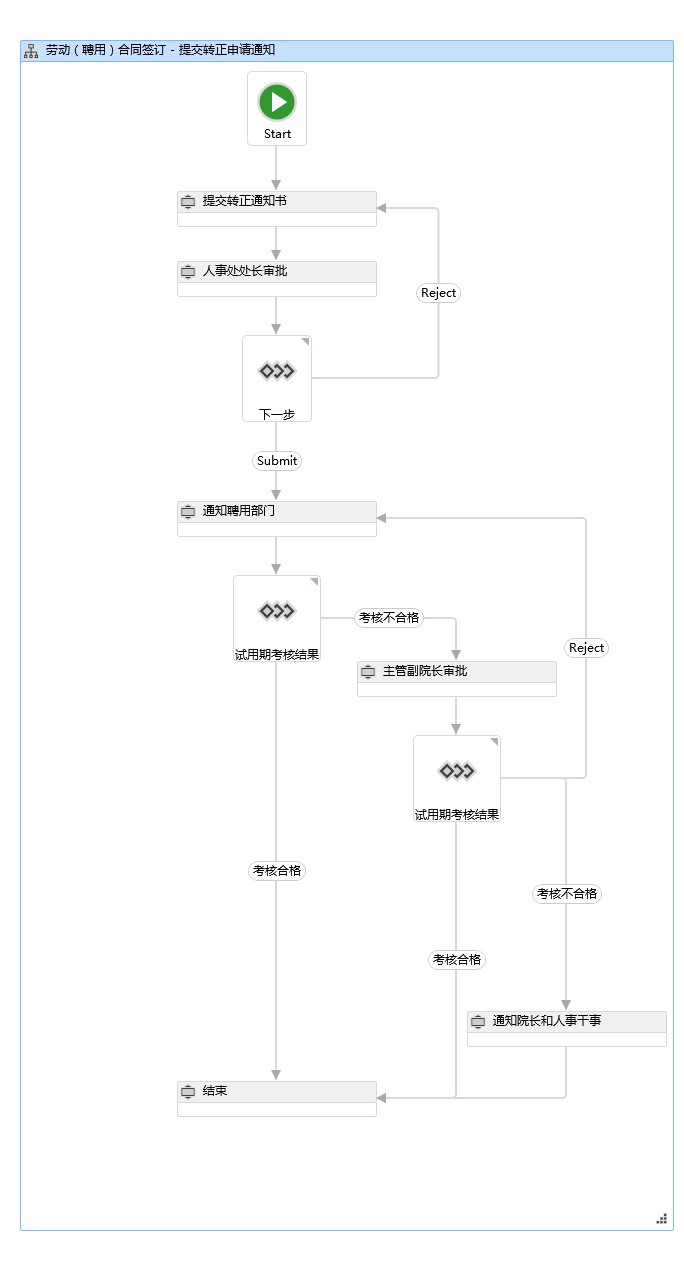 劳动（聘用）合同签订 - 提交转正申请通知
Start
提交转正通知书
人事处处长审批
Reject
下一步
Submit
通知聘用部门
考核不合格
试用期考核结果
Reject
主管副院长审批
试用期考核结果
考核合格
考核不合格
考核合格
通知院长和人事干事
结束